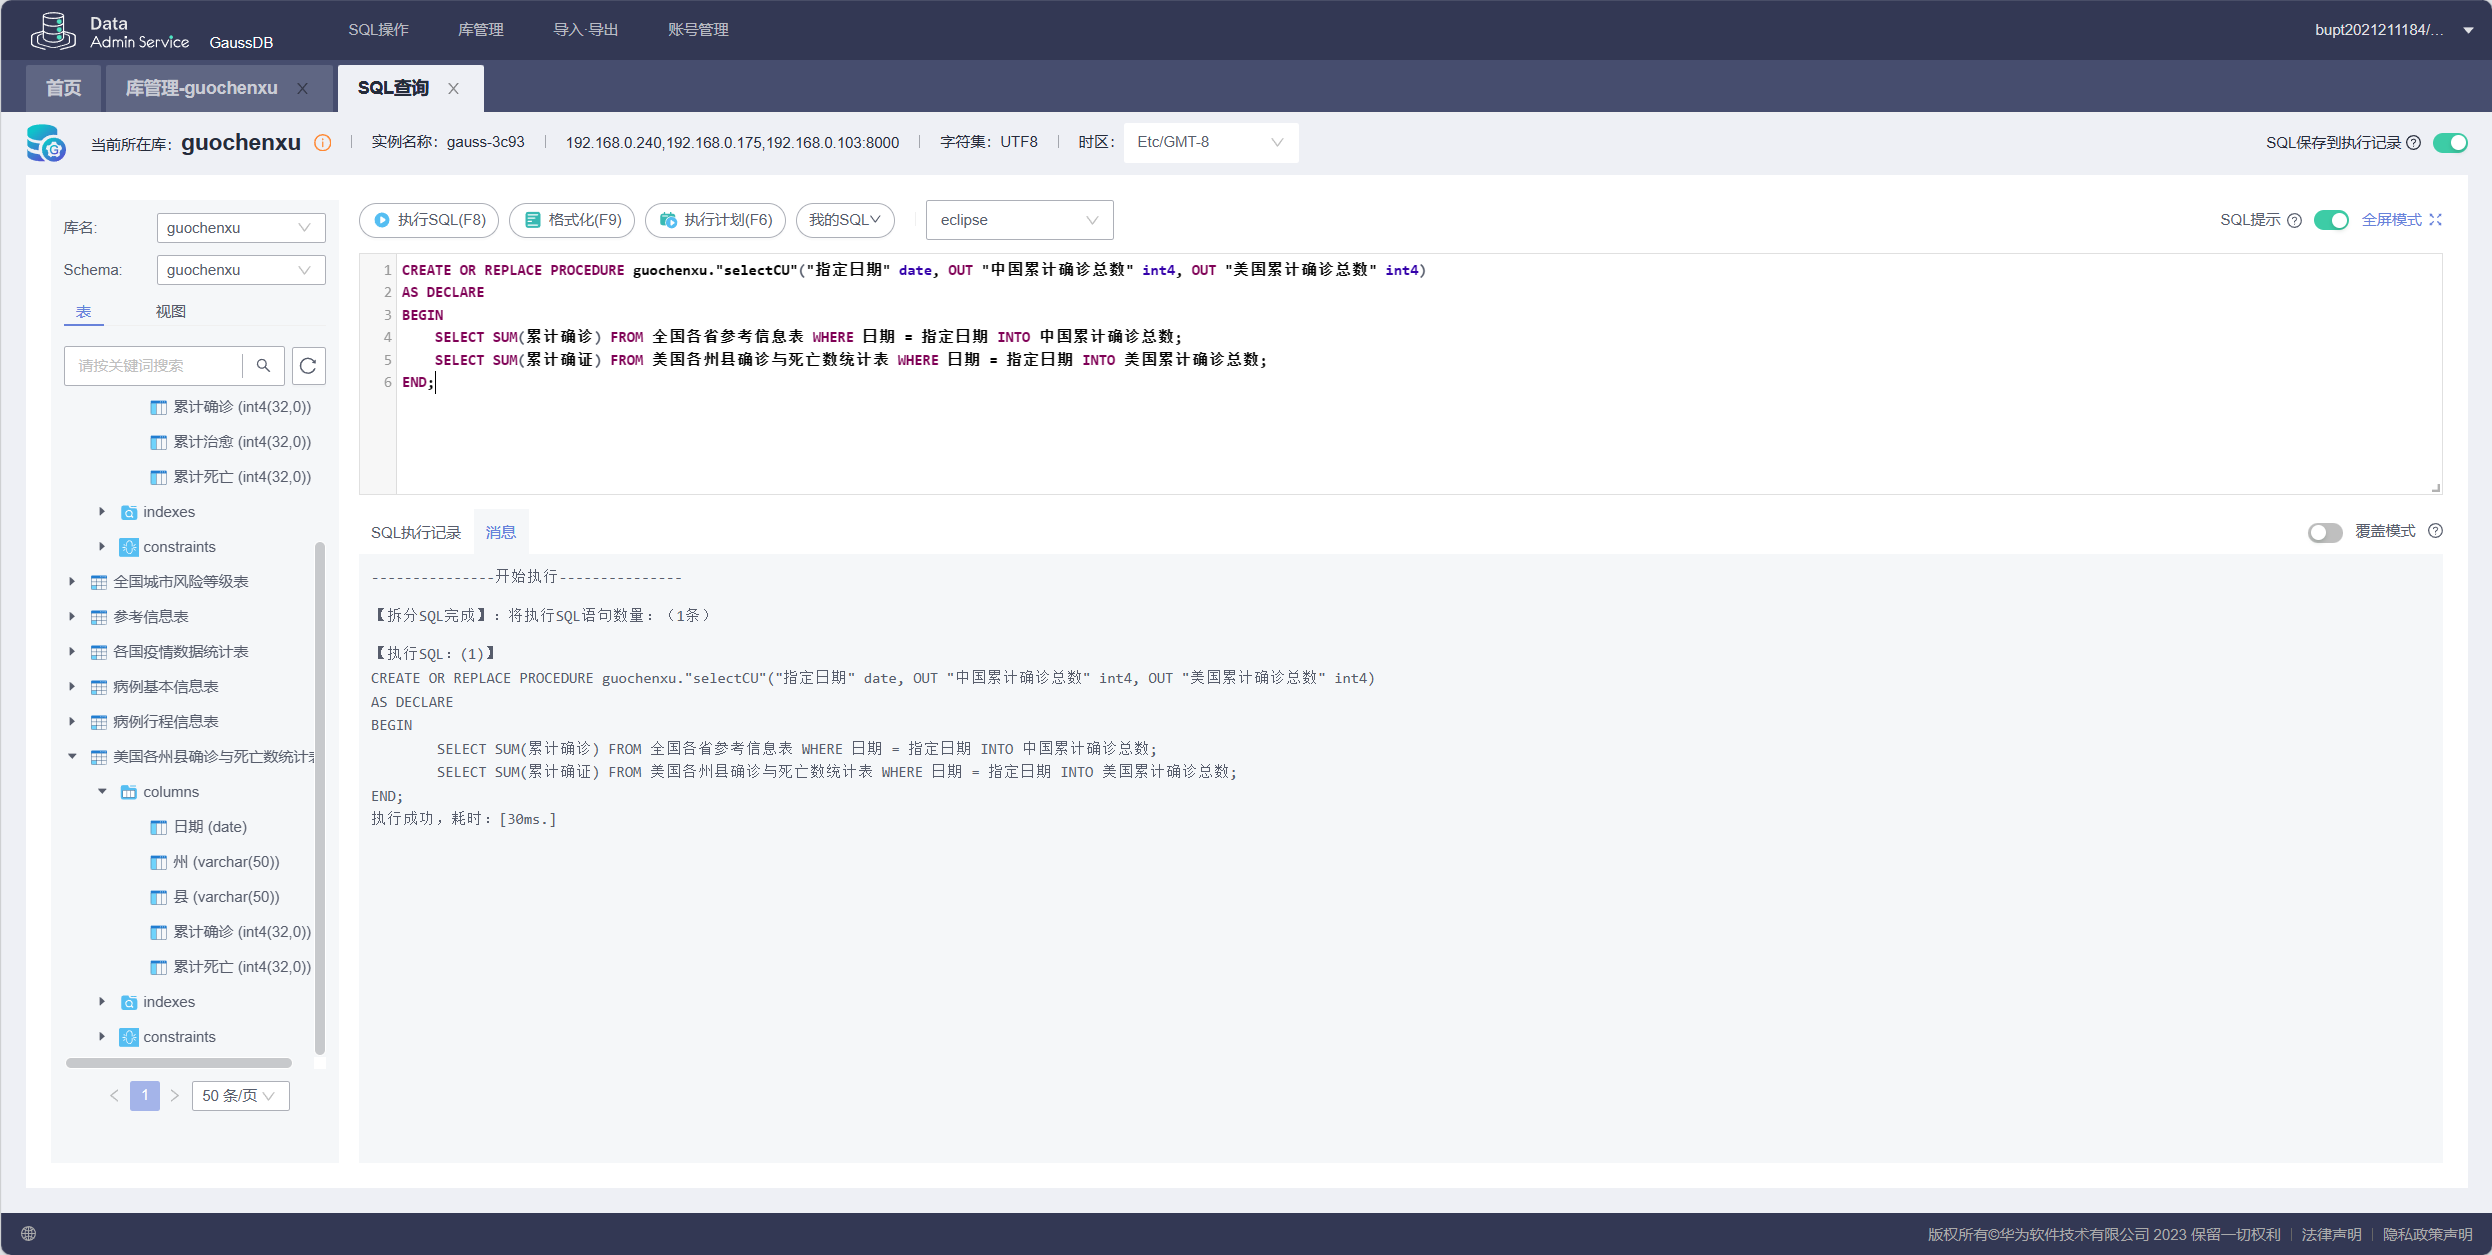 Data
Admin Service
GaussDB
SQL操作
库管理
导入·导出
账号管理
bupt2021211184/...
首页
库管理-guochenxu
SQL查询
当前所在库: guochenxu
实例名称: gauss-3c93
192.168.0.240,192.168.0.175,192.168.0.103:8000
字符集: UTF8
时区:
Etc/GMT-8
SQL保存到执行记录
库名:
guochenxu
Schema:
guochenxu
表
视图
请按关键词搜索
累计确诊 (int4(32,0))
累计治愈 (int4(32,0))
累计死亡 (int4(32,0))
indexes
constraints
全国城市风险等级表
参考信息表
各国疫情数据统计表
病例基本信息表
病例行程信息表
美国各州县确诊与死亡数统计
columns
日期 (date)
州 (varchar(50))
县 (varchar(50))
累计确诊 (int4(32,0))
累计死亡 (int4(32,0))
indexes
constraints
1
50 条/页
执行SQL(F8)
格式化(F9)
执行计划(F6)
我的SQL
eclipse
SQL提示
全屏模式
1 CREATE OR REPLACE PROCEDURE guochenxu."selectCU"("指定日期" date, OUT "中国累计确诊总数" int4, OUT "美国累计确诊总数" int4)
2 AS DECLARE
3 BEGIN
4 SELECT SUM(累计确诊) FROM 全国各省参考信息表 WHERE 日期 = 指定日期 INTO 中国累计确诊总数;
5 SELECT SUM(累计确证) FROM 美国各州县确诊与死亡数统计表 WHERE 日期 = 指定日期 INTO 美国累计确诊总数;
6 END;
SQL执行记录
消息
覆盖模式
---------------开始执行---------------
【拆分SQL完成】：将执行SQL语句数量：（1条）
【执行SQL：(1)】
CREATE OR REPLACE PROCEDURE guochenxu."selectCU"("指定日期" date, OUT "中国累计确诊总数" int4, OUT "美国累计确诊总数" int4)
AS DECLARE
BEGIN
SELECT SUM(累计确诊) FROM 全国各省参考信息表 WHERE 日期 = 指定日期 INTO 中国累计确诊总数;
SELECT SUM(累计确证) FROM 美国各州县确诊与死亡数统计表 WHERE 日期 = 指定日期 INTO 美国累计确诊总数;
END;
执行成功，耗时：[30ms.]
版权所有©华为软件技术有限公司 2023 保留一切权利
法律声明
隐私政策声明